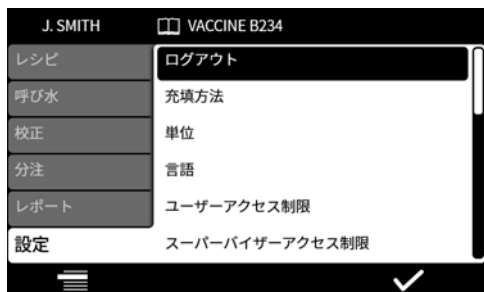 J. SMITH
VACCINE B234
レシピ
呼び水
校正
分注
レポート
設定
ログアウト
充填方法
単位
言語
ユーザーアクセス制限
スーパーバイザーアクセス制限